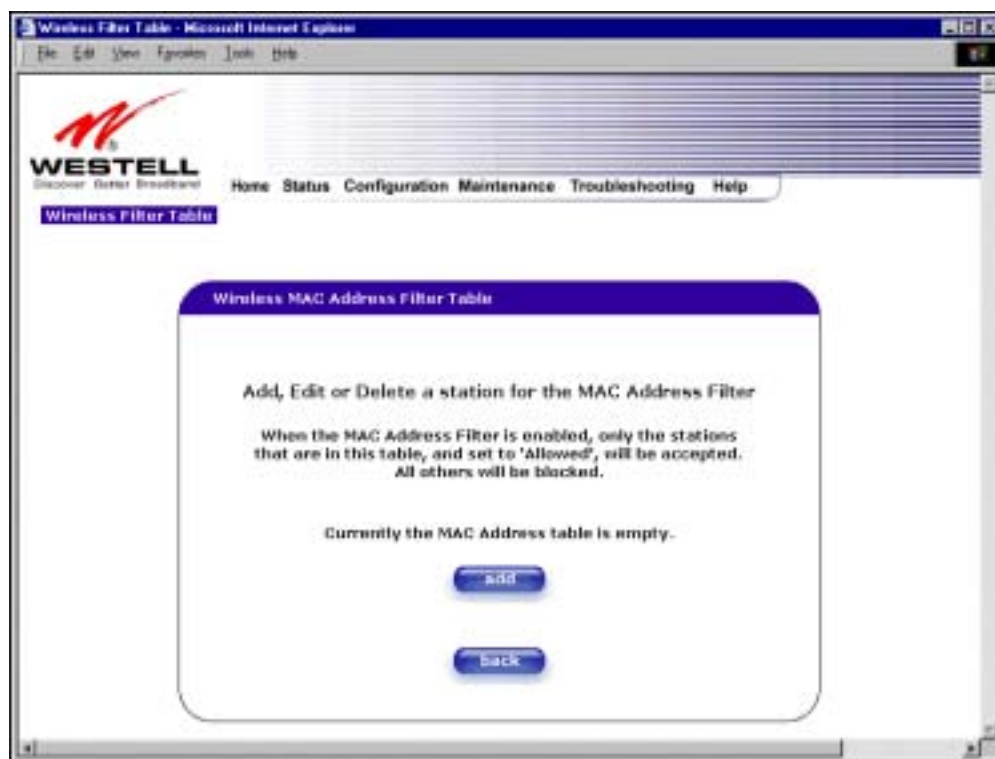 Wireless Filter Table - Microsoft Internet Explorer
File Edit View Favorites Tools Help
WESTELL
Discover Better Broadband
Home Status Configuration Maintenance Troubleshooting Help
Wireless Filter Table
Wireless MAC Address Filter Table
Add, Edit or Delete a station for the MAC Address Filter
When the MAC Address Filter is enabled, only the stations
that are in this table, and set to 'Allowed', will be accepted.
All others will be blocked.
Currently the MAC Address table is empty.
add
back